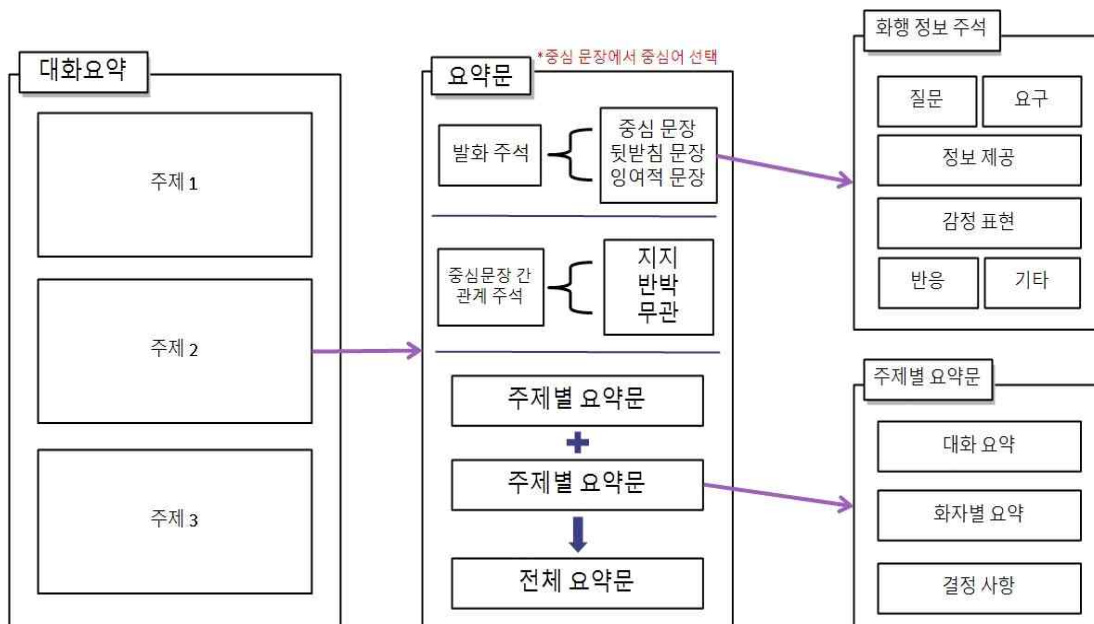 대화요약
주제 1
주제 2
주제 3
*중심 문장에서 중심어 선택
요약문
발화 주석
중심 문장
뒷받침 문장
잉여적 문장
중심문장 간
관계 주석
지지
반박
무관
주제별 요약문
주제별 요약문
전체 요약문
화행 정보 주석
질문
요구
정보 제공
감정 표현
반응
기타
주제별 요약문
대화 요약
화자별 요약
결정 사항